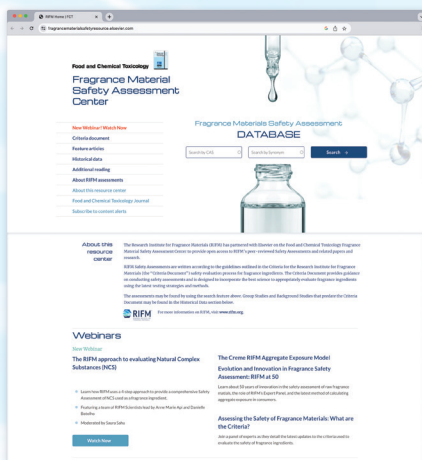 RIFM Home | FCT
fragrancematerialsafetyresource.elsevier.com
Food and Chemical Toxicology
Fragrance Material
Safety Assessment
Center
New Webinar! Watch Now
Criteria document
Feature articles
Historical data
Additional reading
About RIFM assessments
About this resource center
Food and Chemical Toxicology Journal
Subscribe to content alerts
Fragrance Materials Safety Assessment
DATABASE
Search by CAS
Search by Synonym
Search
About this
resource
center
The Research Institute for Fragrance Materials (RIFM) has partnered with Elsevier on the Food and Chemical Toxicology Fragrance
Material Safety Assessment Center to provide open access to RIFM's peer-reviewed Safety Assessments and related papers and
research.
RIFM Safety Assessments are written according to the guidelines outlined in the Criteria for the Research Institute for Fragrance
Materials (the "Criteria Document") safety evaluation process for fragrance ingredients. The Criteria Document provides guidance
on conducting safety assessments and is designed to incorporate the best science to appropriately evaluate fragrance ingredients
using the latest testing strategies and methods.
The assessments may be found by using the search feature above. Group Studies and Background Studies that predate the Criteria
Document may be found in the Historical Data section below.
RIFM
For more information on RIFM, visit www.rifm.org.
Webinars
New Webinar
The RIFM approach to evaluating Natural Complex
Substances (NCS)
Learn how RIFM uses a 4-step approach to provide a comprehensive Safety
Assessment of NCS used as a fragrance ingredient.
Featuring a team of RIFM Scientists lead by Anne Marie Api and Danielle
Botelho
Moderated by Saura Sahu
Watch Now
The Creme RIFM Aggregate Exposure Model
Evolution and Innovation in Fragrance Safety
Assessment: RIFM at 50
Learn about 50 years of innovation in the safety assessment of raw fragrance
materials, the role of RIFM's Expert Panel, and the latest method of calculating
aggregate exposure in consumers.
Assessing the Safety of Fragrance Materials: What are
the Criteria?
Join a panel of experts as they detail the latest updates to the criteria used to
evaluate the safety of fragrance ingredients.